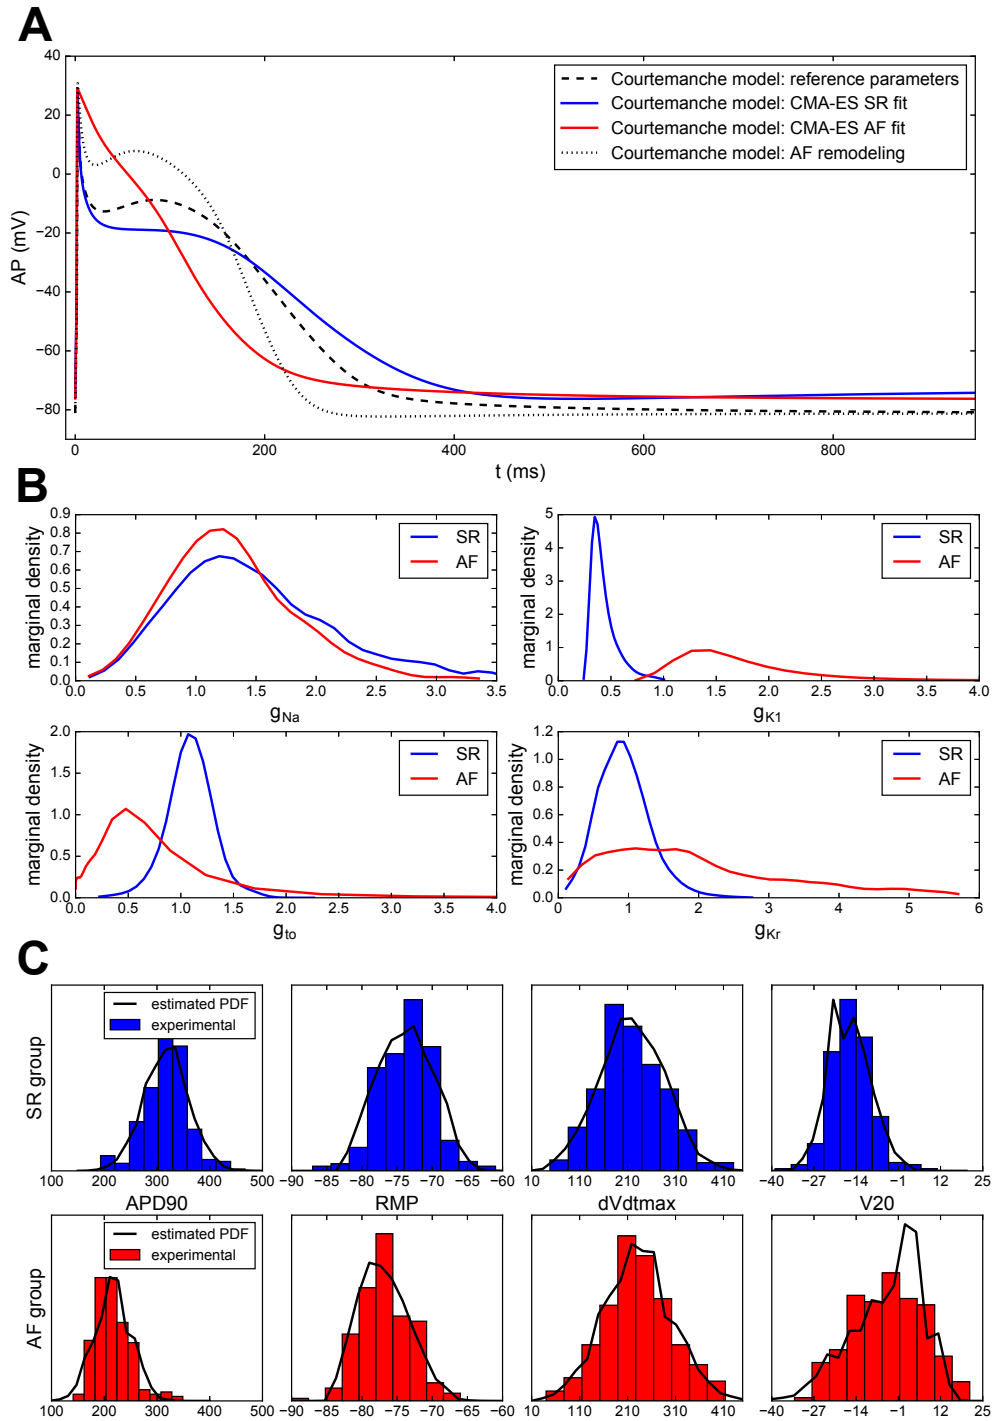 A
Courtemanche model: reference parameters
Courtemanche model: CMA-ES SR fit
Courtemanche model: CMA-ES AF fit
Courtemanche model: AF remodeling
AP (mV)
40
20
0
−20
−40
−60
−80
0 200 400 600 800
t (ms)
B
marginal density
0.9
0.8
0.7
0.6
0.5
0.4
0.3
0.2
0.1
0.0
SR
AF
0.0 0.5 1.0 1.5 2.0 2.5 3.0 3.5
gNa
marginal density
5
4
3
2
1
0
SR
AF
0.0 0.5 1.0 1.5 2.0 2.5 3.0 3.5 4.0
gK1
marginal density
2.0
1.5
1.0
0.5
0.0
SR
AF
0.0 0.5 1.0 1.5 2.0 2.5 3.0 3.5 4.0
gto
marginal density
1.2
1.0
0.8
0.6
0.4
0.2
0.0
SR
AF
0 1 2 3 4 5 6
gKr
C
SR group
estimated PDF
experimental
100 200 300 400 500
APD90
−90 −85 −80 −75 −70 −65 −60
RMP
10 110 210 310 410
dVdtmax
−40 −27 −14 −1 12 25
V20
AF group
estimated PDF
experimental
100 200 300 400 500
−90 −85 −80 −75 −70 −65 −60
10 110 210 310 410
−40 −27 −14 −1 12 25